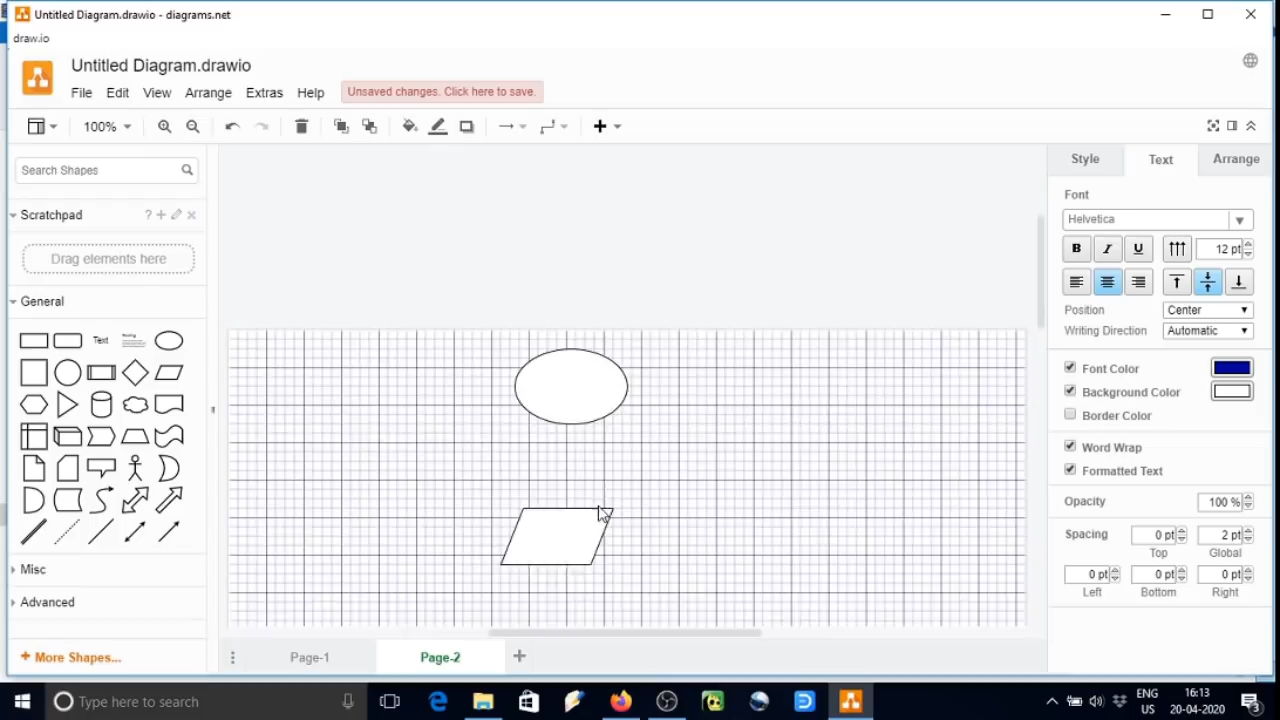 Untitled Diagram.drawio - diagrams.net
draw.io
Untitled Diagram.drawio
File Edit View Arrange Extras Help
Unsaved changes. Click here to save.
100%
Search Shapes
Scratchpad
?
Drag elements here
General
Text
Heading
Misc
Advanced
+ More Shapes...
Page-1
Page-2
Style Text Arrange
Font
Helvetica
B I U
12 pt
Position Center
Writing Direction Automatic
Font Color
Background Color
Border Color
Word Wrap
Formatted Text
Opacity 100 %
Spacing 0 pt 2 pt
Top Global
0 pt 0 pt 0 pt
Left Bottom Right
Type here to search
ENG
US
16:13
20-04-2020
3